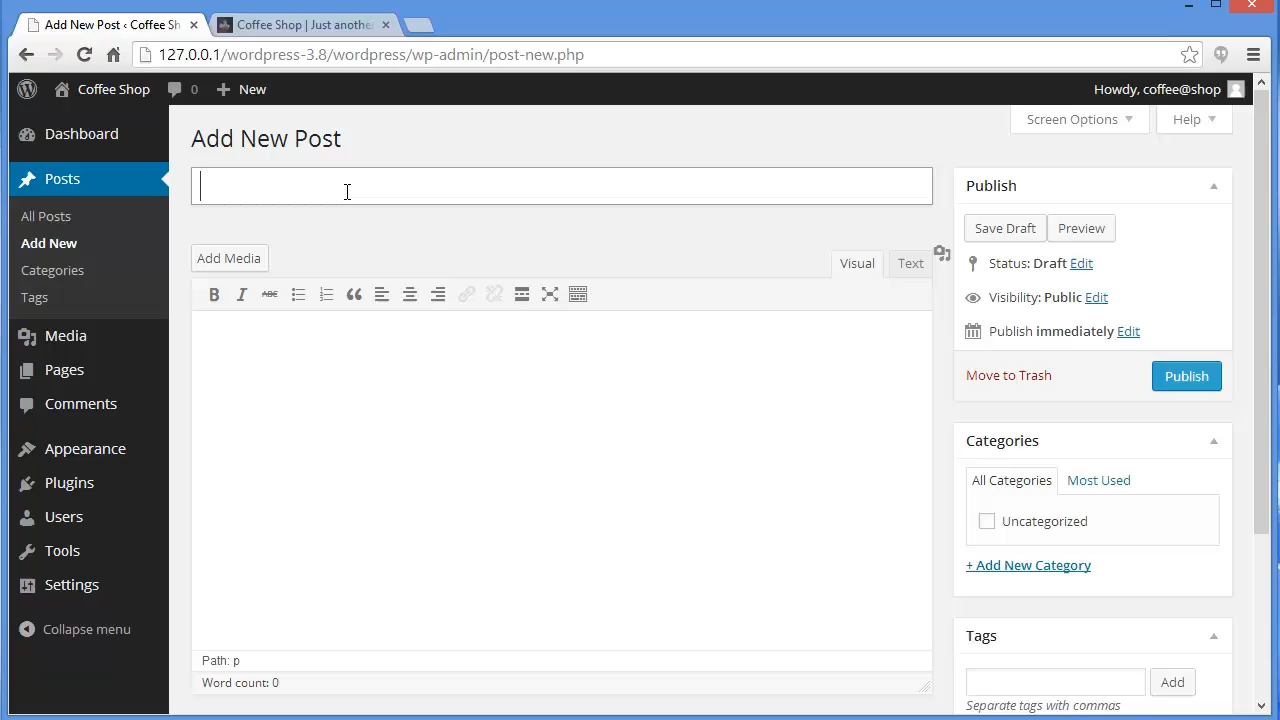 Add New Post ‹ Coffee Sh
Coffee Shop | Just anothe
127.0.0.1/wordpress-3.8/wordpress/wp-admin/post-new.php
Coffee Shop 0 New Howdy, coffee@shop
Screen Options Help
Dashboard
Posts
All Posts
Add New
Categories
Tags
Media
Pages
Comments
Appearance
Plugins
Users
Tools
Settings
Collapse menu
Add New Post
Add Media
Visual Text
B I ABC
Path: p
Word count: 0
Publish
Save Draft Preview
Status: Draft Edit
Visibility: Public Edit
Publish immediately Edit
Move to Trash Publish
Categories
All Categories Most Used
Uncategorized
+ Add New Category
Tags
Add
Separate tags with commas